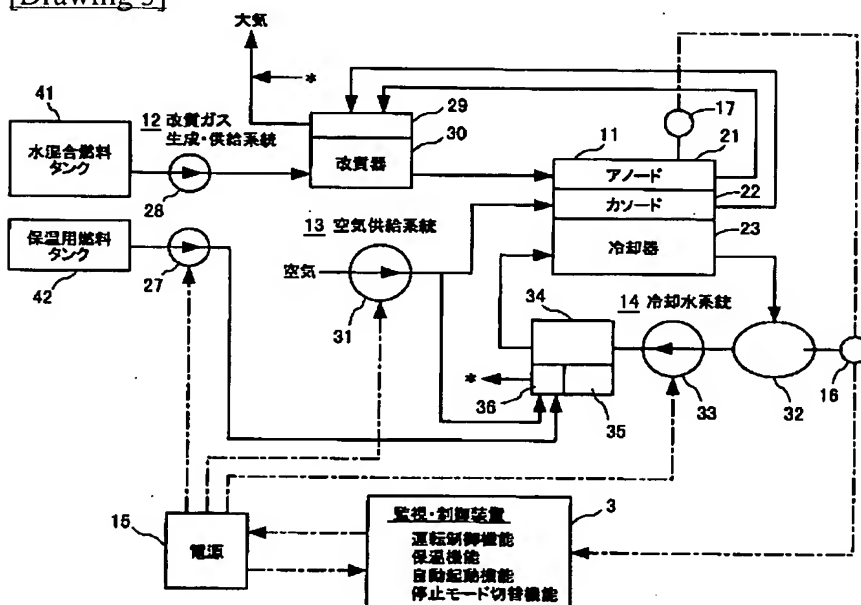 [Drawing 3]
大気
*
41
12 改質ガス
生成・供給系統
29
30
17
水混合燃料
タンク
改質器
11
21
アノード
28
22
カソード
13 空気供給系統
23
冷却器
保温用燃料
タンク
27
42
空気
34
14 冷却水系統
31
*
36
35
33
32
16
15
電源
3
監視・制御装置
運転制御機能
保温機能
自動起動機能
停止モード切替機能